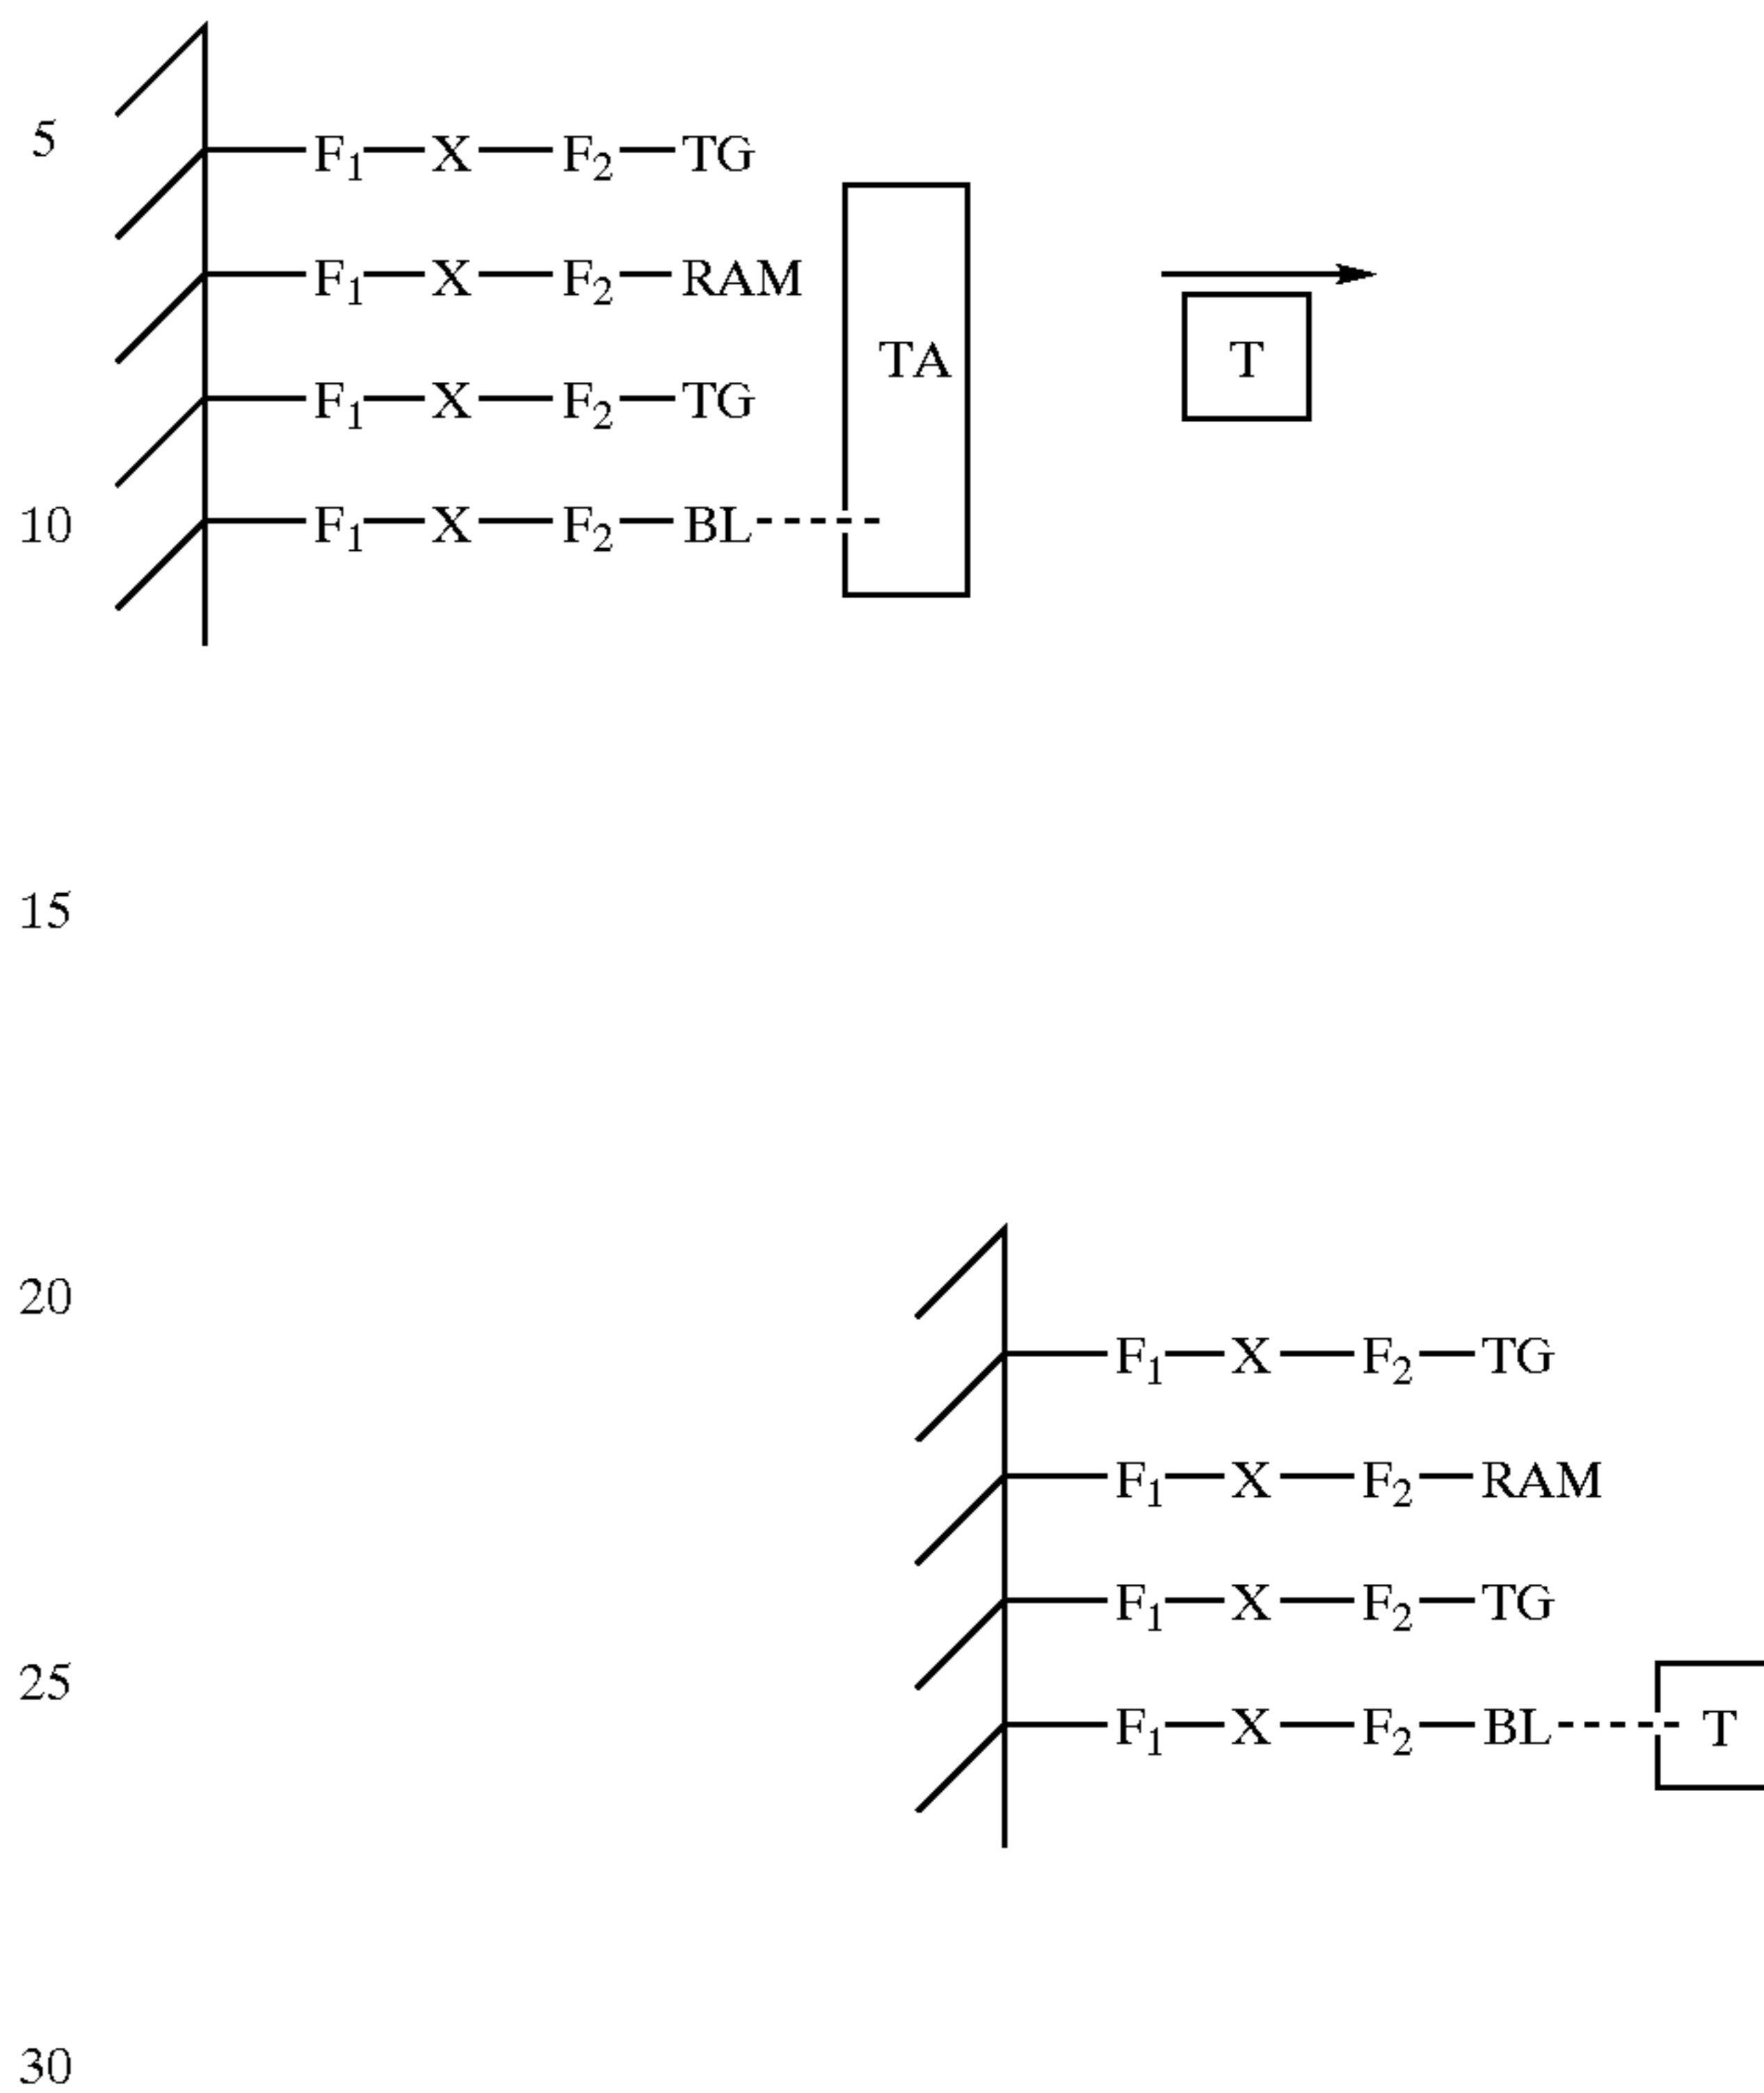 5 F₁—X—F₂—TG
F₁—X—F₂—RAM
TA T
F₁—X—F₂—TG
10 F₁—X—F₂—BL
15
20
F₁—X—F₂—TG
F₁—X—F₂—RAM
F₁—X—F₂—TG
25
F₁—X—F₂—BL T
30